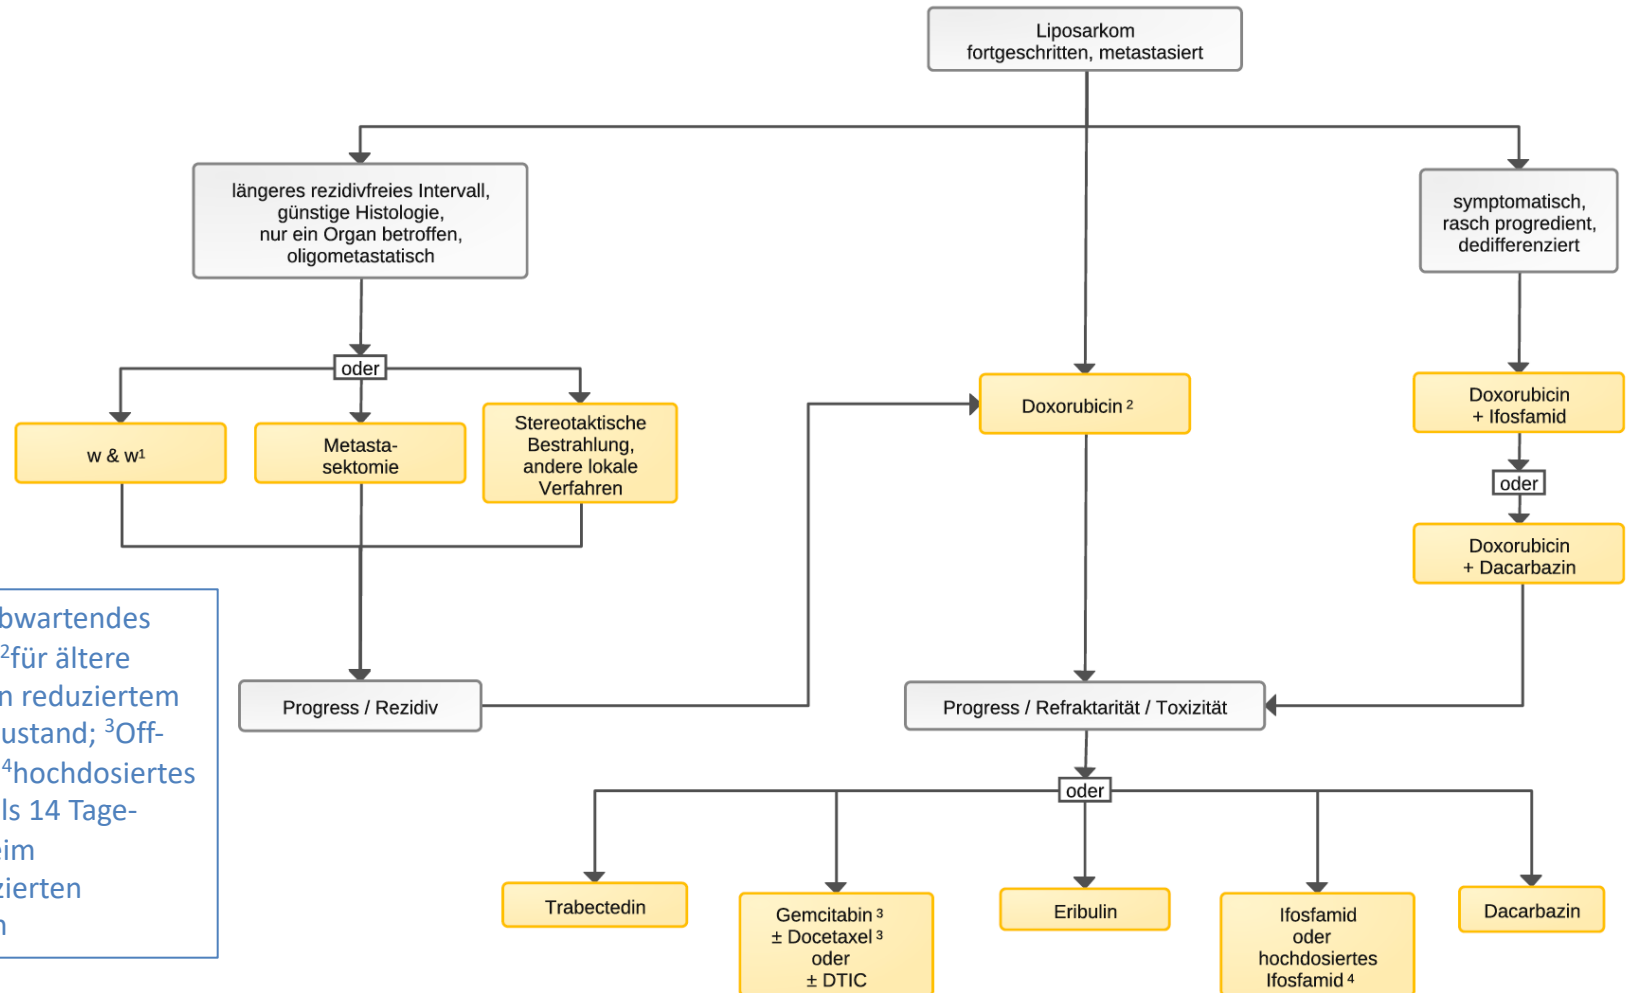 Liposarkom
fortgeschritten, metastasiert
längeres rezidivfreies Intervall,
günstige Histologie,
nur ein Organ betroffen,
oligometastatisch
symptomatisch,
rasch progredient,
dedifferenziert
oder
w & w¹
Metasta-
sektomie
Stereotaktische
Bestrahlung,
andere lokale
Verfahren
Doxorubicin ²
Doxorubicin
+ Ifosfamid
oder
Doxorubicin
+ Dacarbazin
bwartendes
²für ältere
n reduziertem
ustand; ³Off-
⁴hochdosiertes
ls 14 Tage-
eim
zierten
n
Progress / Rezidiv
Progress / Refraktarität / Toxizität
oder
Trabectedin
Gemcitabin ³
± Docetaxel ³
oder
± DTIC
Eribulin
Ifosfamid
oder
hochdosiertes
Ifosfamid ⁴
Dacarbazin